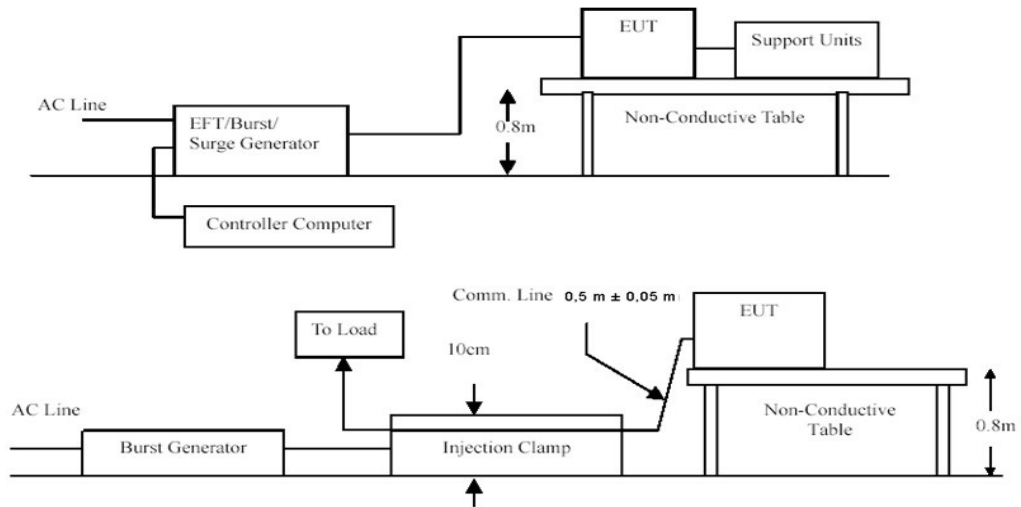 EUT
Support Units
AC Line
EFT/Burst/
Surge Generator
0.8m
Non-Conductive Table
Controller Computer
Comm. Line 0,5 m ± 0,05 m
EUT
To Load
10cm
AC Line
Burst Generator
Injection Clamp
Non-Conductive
Table
0.8m